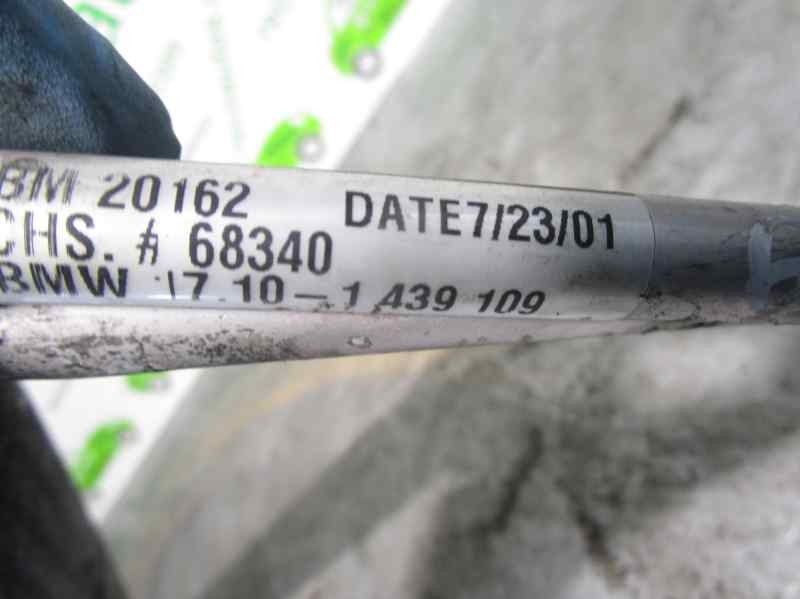 BM 20162 DATE7/23/01
CHS. # 68340
BMW 17.10-1 439 109